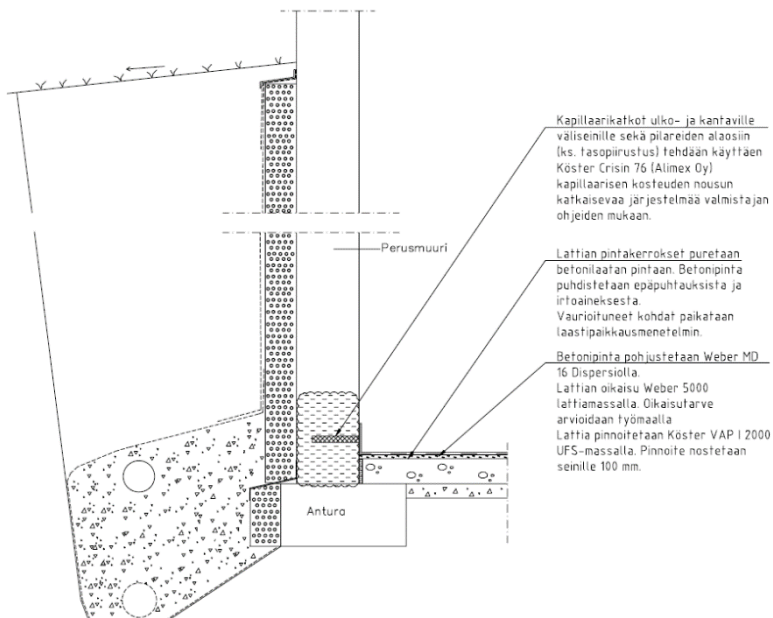 Kapillaarikatkot ulko- ja kantaville
väliseinille sekä pilareiden alaosiin
(ks. tasopiirustus) tehdään käyttäen
Köster Crisin 76 (Alimex Oy)
kapillaarisen kosteuden nousun
katkaisevaa järjestelmää valmistajan
ohjeiden mukaan.
Perusmuuri
Lattian pintakerrokset puretaan
betonilaatan pintaan. Betonipinta
puhdistetaan epäpuhtauksista ja
irtoaineksesta.
Vaurioituneet kohdat paikataan
laastipaikkausmenetelmin.
Betonipinta pohjustetaan Weber MD
16 Dispersiolla.
Lattian oikaisu Weber 5000
lattiamassalla. Oikaisutarve
arvioidaan työmaalla
Lattia pinnoitetaan Köster VAP I 2000
UFS-massalla. Pinnoite nostetaan
seinille 100 mm.
Antura